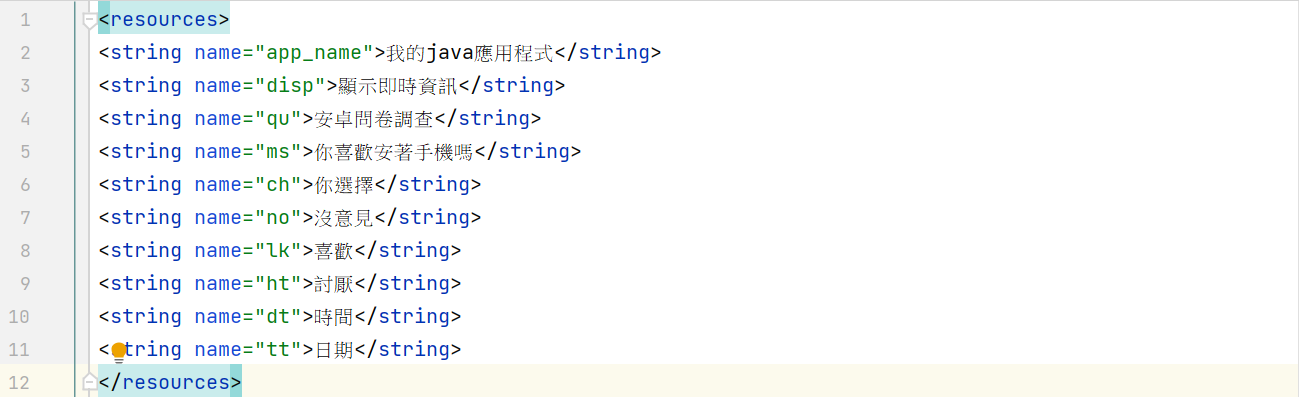 1 <resources>
2 <string name="app_name">我的java應用程式</string>
3 <string name="disp">顯示即時資訊</string>
4 <string name="qu">安卓問卷調查</string>
5 <string name="ms">你喜歡安著手機嗎</string>
6 <string name="ch">你選擇</string>
7 <string name="no">沒意見</string>
8 <string name="lk">喜歡</string>
9 <string name="ht">討厭</string>
10 <string name="dt">時間</string>
11 <string name="tt">日期</string>
12 </resources>